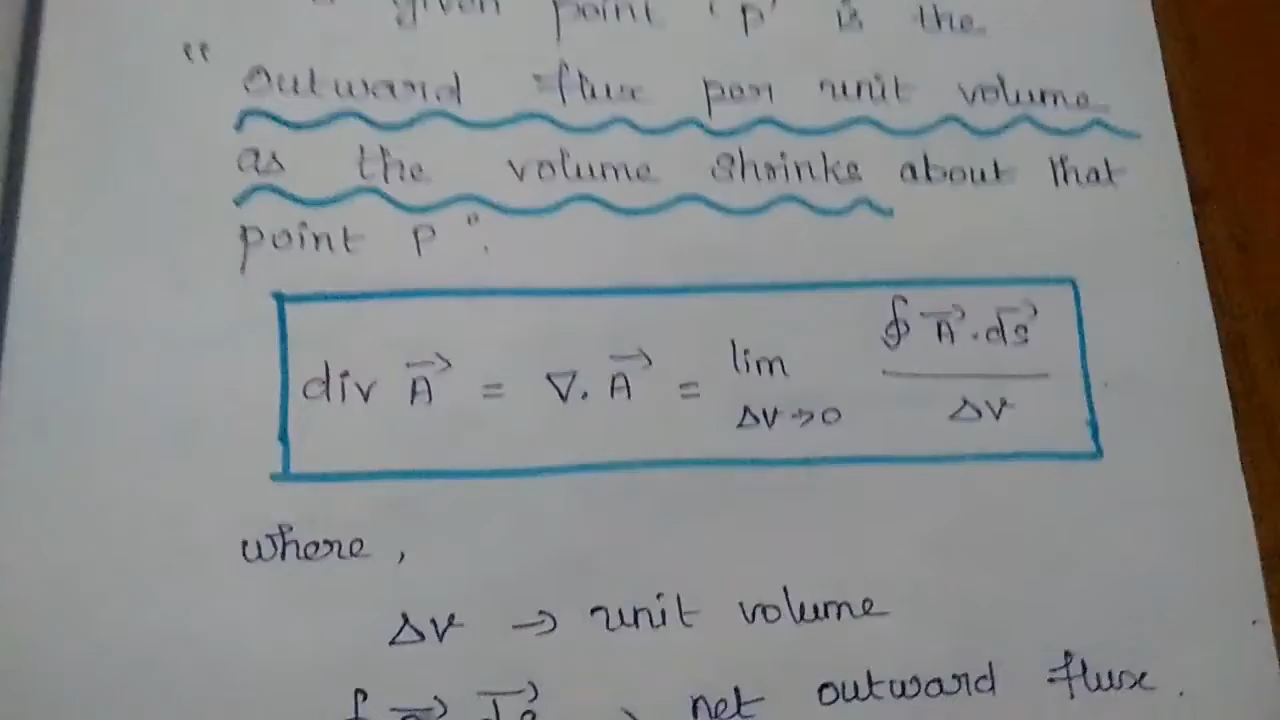 given point 'p' is the
"
outward flux per unit volume
as the volume shrinks about that
point P".
div A⃗ = ∇. A⃗ = lim ΔV→0 ∮ A⃗.ds⃗ / ΔV
where,
ΔV → unit volume
net outward flux.